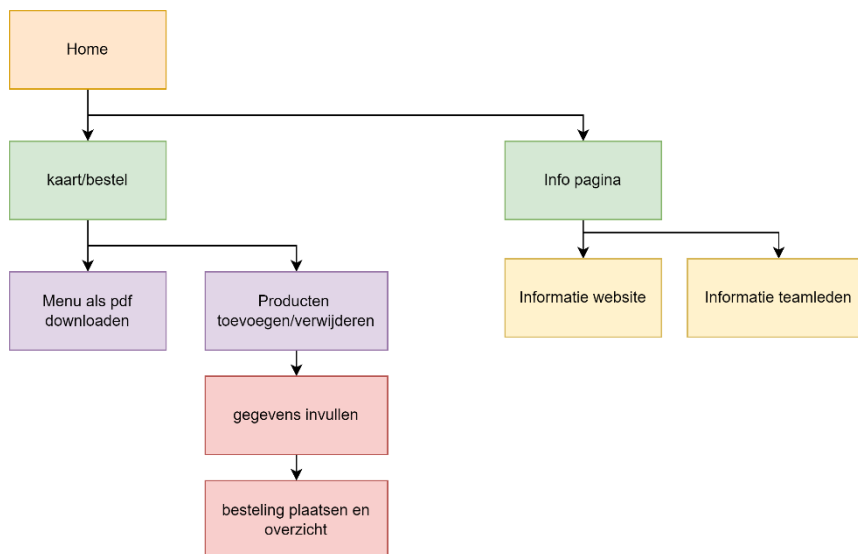 Home
kaart/bestel
Info pagina
Menu als pdf
downloaden
Producten
toevoegen/verwijderen
Informatie website
Informatie teamleden
gegevens invullen
besteling plaatsen en
overzicht